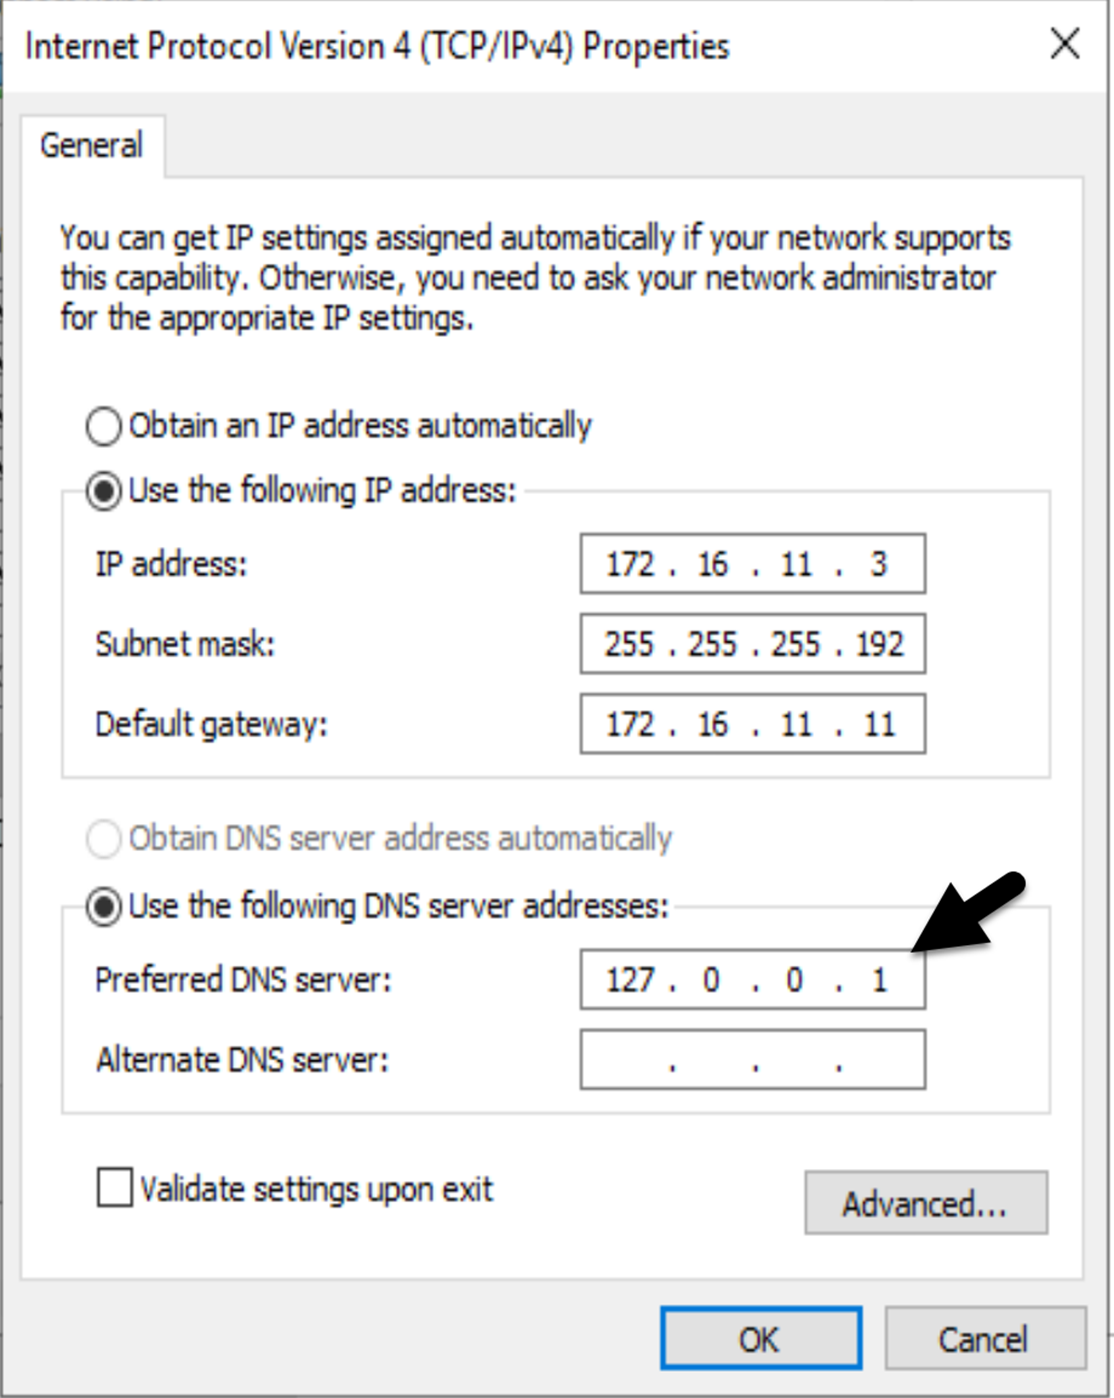 Internet Protocol Version 4 (TCP/IPv4) Properties
General
You can get IP settings assigned automatically if your network supports
this capability. Otherwise, you need to ask your network administrator
for the appropriate IP settings.
Obtain an IP address automatically
Use the following IP address:
IP address: 172 . 16 . 11 . 3
Subnet mask: 255 . 255 . 255 . 192
Default gateway: 172 . 16 . 11 . 11
Obtain DNS server address automatically
Use the following DNS server addresses:
Preferred DNS server: 127 . 0 . 0 . 1
Alternate DNS server: . . .
Validate settings upon exit
Advanced...
OK Cancel